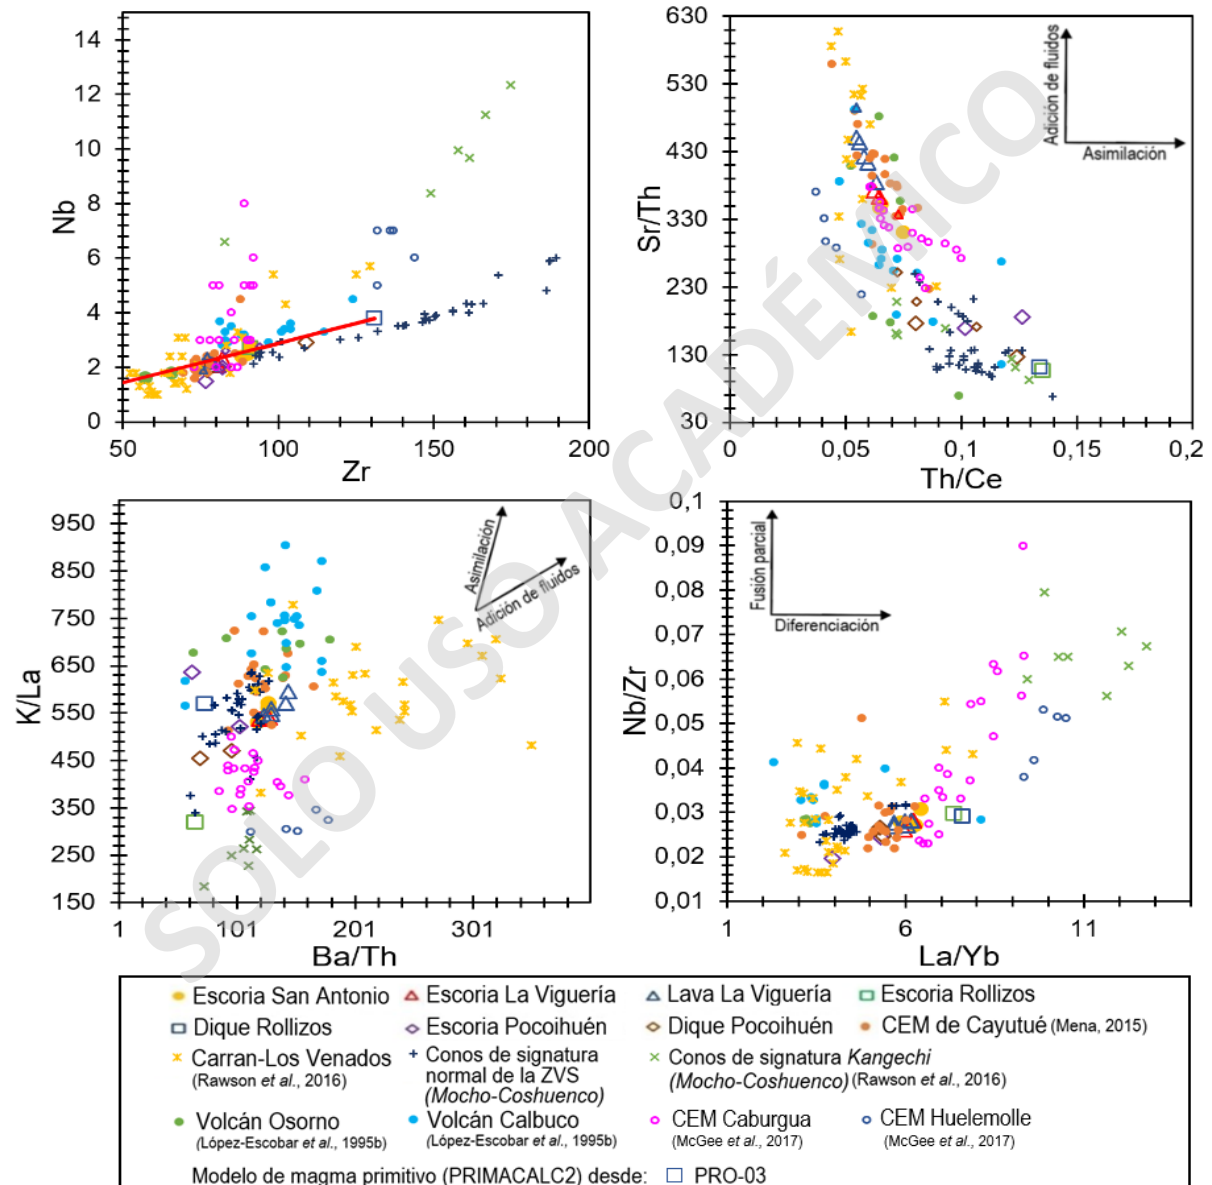 14
12
10
8
6
4
2
0
Nb
50
100
150
200
Zr
630
530
430
330
230
130
30
Sr/Th
Adición de fluidos
Asimilación
0
0,05
0,1
0,15
0,2
Th/Ce
950
850
750
650
550
450
350
250
150
K/La
Asimilación
Adición de fluidos
1
101
201
301
Ba/Th
0,1
0,09
0,08
0,07
0,06
0,05
0,04
0,03
0,02
0,01
Nb/Zr
Fusión parcial
Diferenciación
1
6
11
La/Yb
SOLO USO ACADÉMICO
Escoria San Antonio Escoria La Viguería Lava La Viguería Escoria Rollizos
Dique Rollizos Escoria Pocoihuén Dique Pocoihuén CEM de Cayutué (Mena, 2015)
Carran-Los Venados
(Rawson et al., 2016)
Conos de signatura
normal de la ZVS
(Mocho-Coshuenco)
Conos de signatura Kangechi
(Mocho-Coshuenco) (Rawson et al., 2016)
Volcán Osorno
(López-Escobar et al., 1995b)
Volcán Calbuco
(López-Escobar et al., 1995b)
CEM Caburgua
(McGee et al., 2017)
CEM Huelemolle
(McGee et al., 2017)
Modelo de magma primitivo (PRIMACALC2) desde: PRO-03